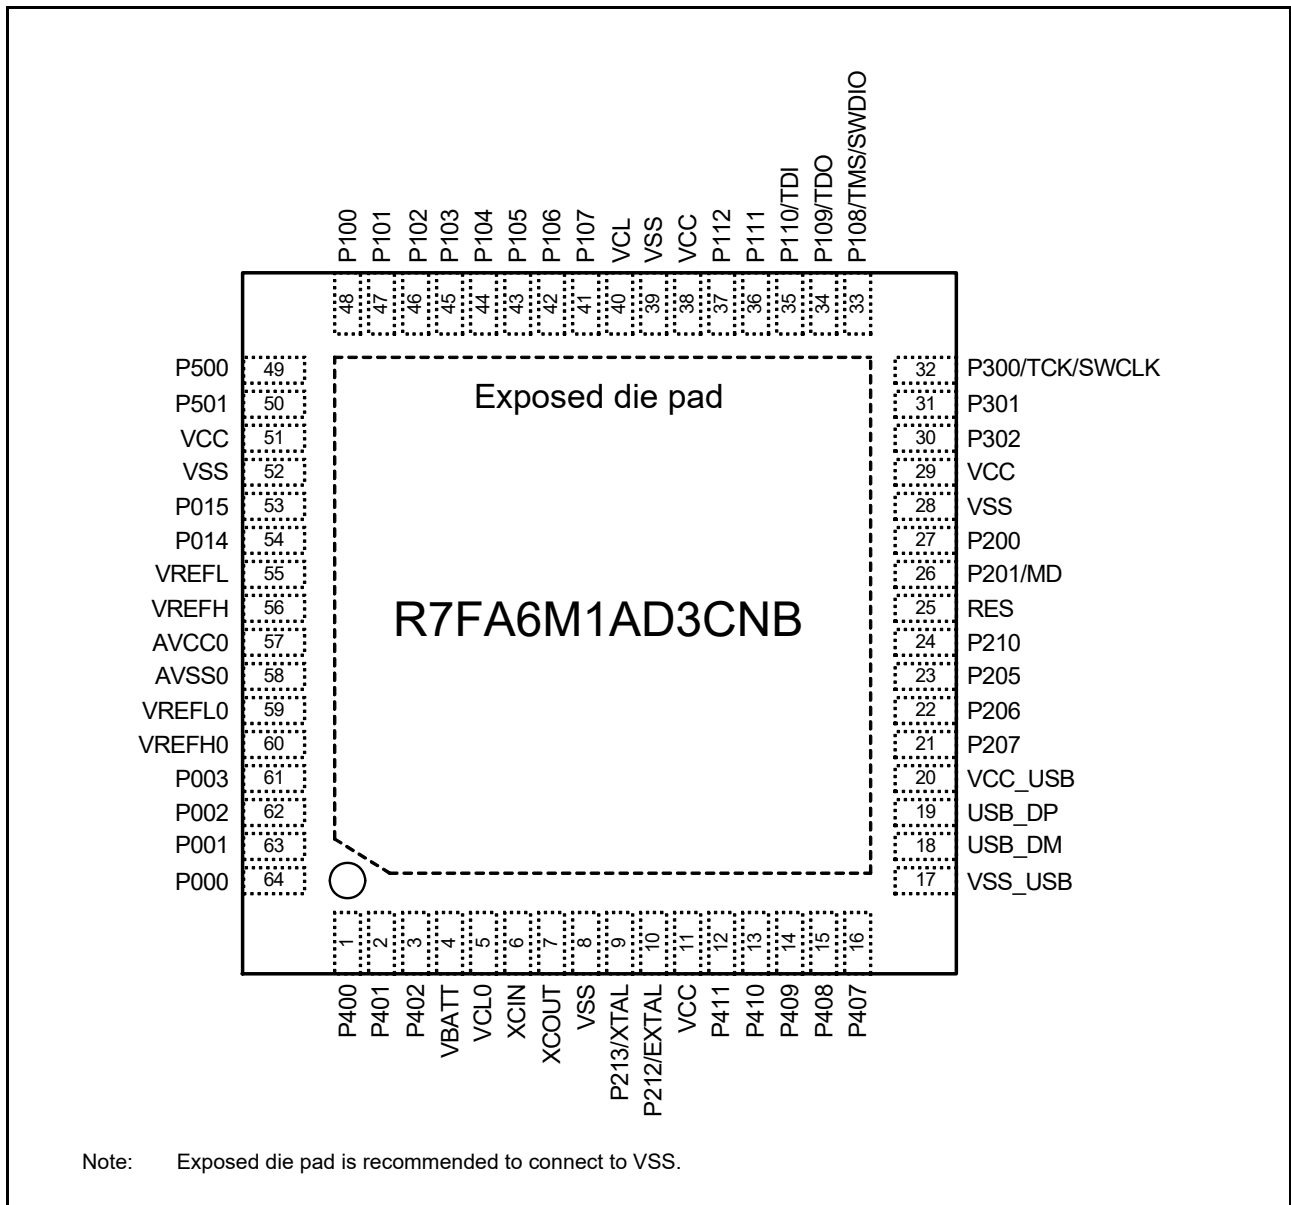 P100
P101
P102
P103
P104
P105
P106
P107
VCL
VSS
VCC
P112
P111
P110/TDI
P109/TDO
P108/TMS/SWDIO
48
47
46
45
44
43
42
41
40
39
38
37
36
35
34
33
P500 49
P501 50
VCC 51
VSS 52
P015 53
P014 54
VREFL 55
VREFH 56
AVCC0 57
AVSS0 58
VREFL0 59
VREFH0 60
P003 61
P002 62
P001 63
P000 64
Exposed die pad
R7FA6M1AD3CNB
32 P300/TCK/SWCLK
31 P301
30 P302
29 VCC
28 VSS
27 P200
26 P201/MD
25 RES
24 P210
23 P205
22 P206
21 P207
20 VCC_USB
19 USB_DP
18 USB_DM
17 VSS_USB
1
2
3
4
5
6
7
8
9
10
11
12
13
14
15
16
P400
P401
P402
VBATT
VCL0
XCIN
XCOUT
VSS
P213/XTAL
P212/EXTAL
VCC
P411
P410
P409
P408
P407
Note: Exposed die pad is recommended to connect to VSS.